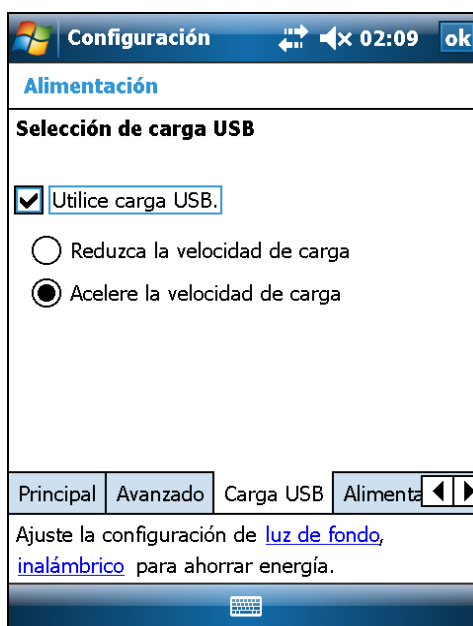 Configuración 02:09 ok
Alimentación
Selección de carga USB
Utilice carga USB.
Reduzca la velocidad de carga
Acelere la velocidad de carga
Principal Avanzado Carga USB Alimenta
Ajuste la configuración de luz de fondo,
inalámbrico para ahorrar energía.